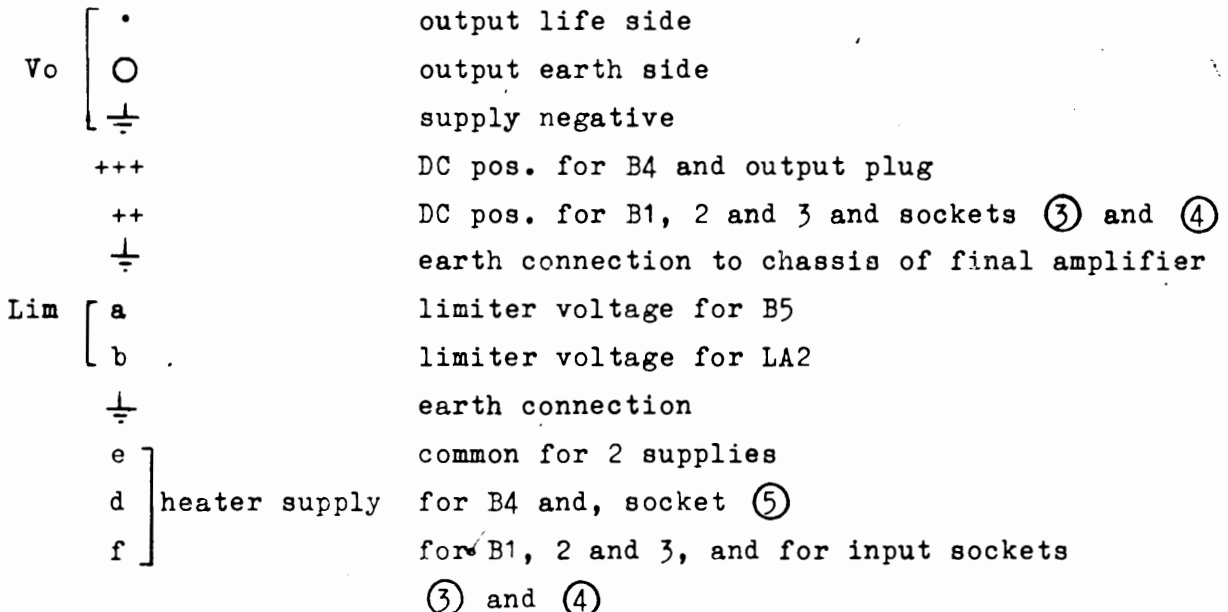 • output life side
Vo O output earth side
⏚ supply negative
+++ DC pos. for B4 and output plug
++ DC pos. for B1, 2 and 3 and sockets ③ and ④
⏚ earth connection to chassis of final amplifier
Lim a limiter voltage for B5
b limiter voltage for LA2
⏚ earth connection
e common for 2 supplies
d heater supply for B4 and, socket ⑤
f for B1, 2 and 3, and for input sockets
③ and ④